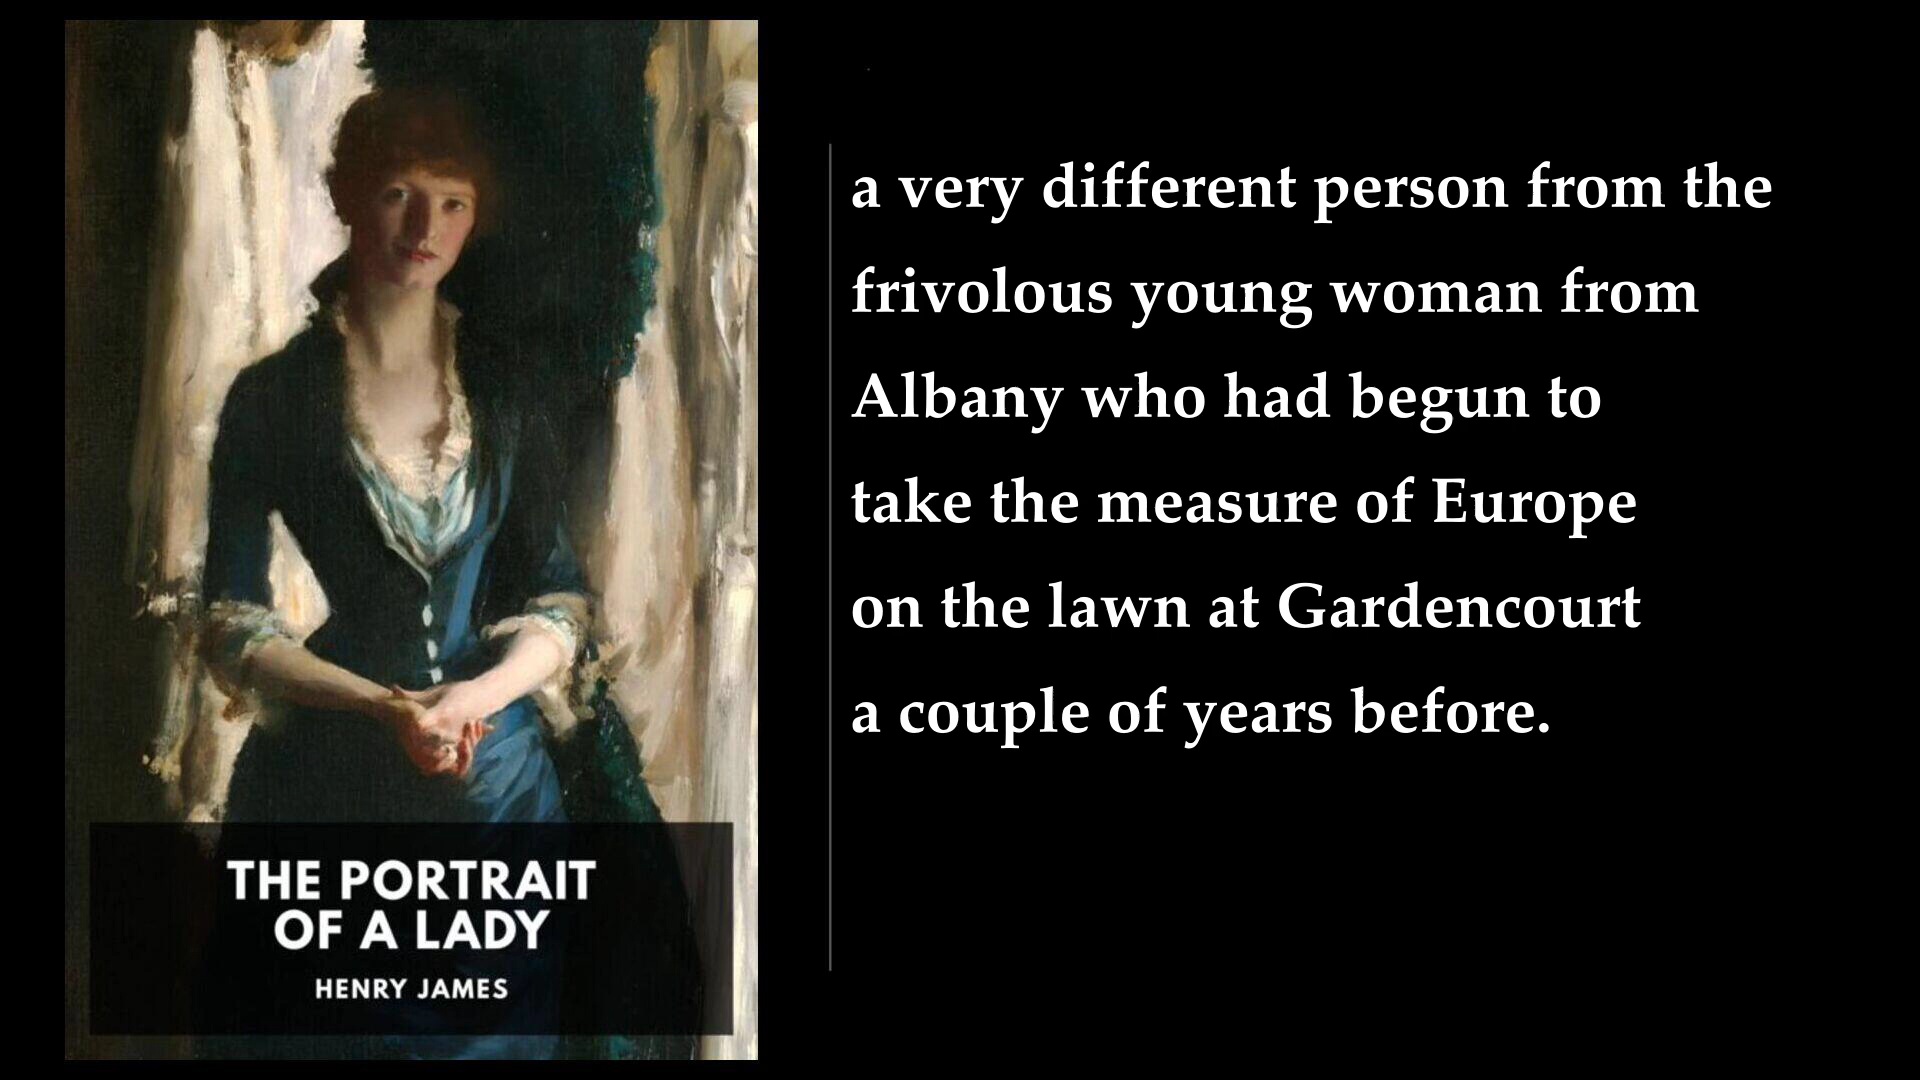 THE PORTRAIT
OF A LADY
HENRY JAMES
a very different person from the
frivolous young woman from
Albany who had begun to
take the measure of Europe
on the lawn at Gardencourt
a couple of years before.